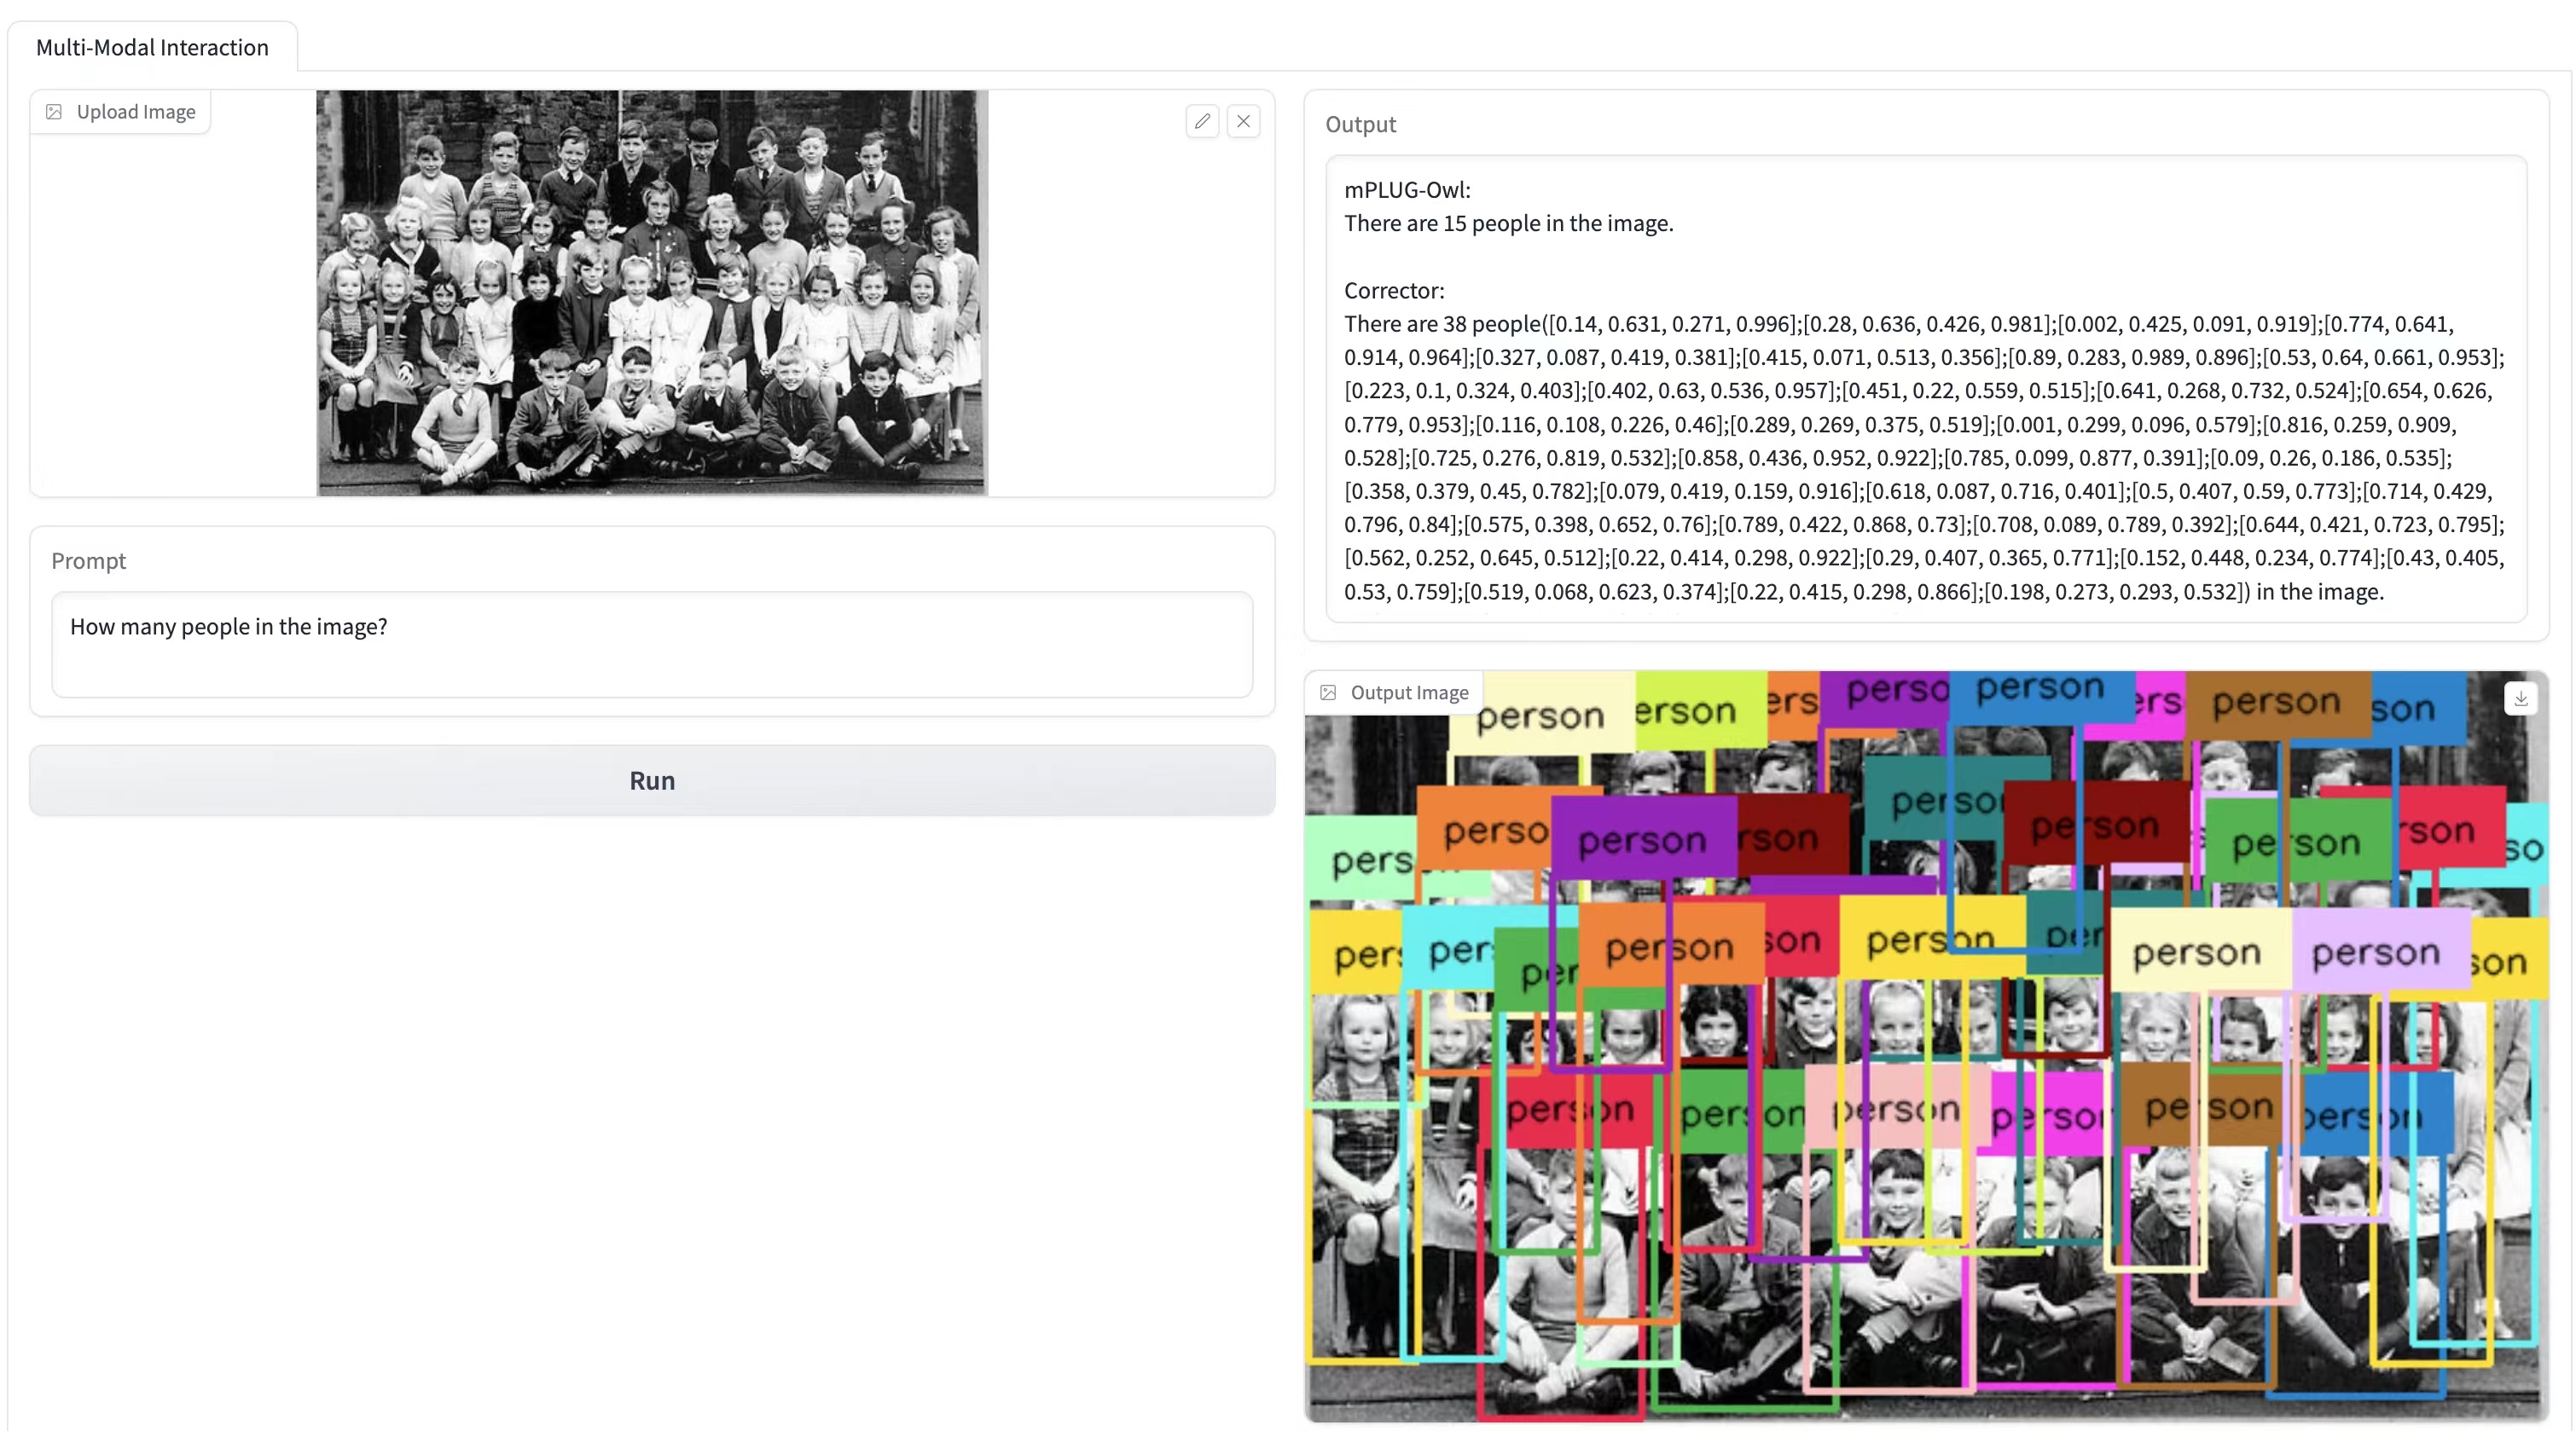 Multi-Modal Interaction
Upload Image
Prompt
How many people in the image?
Run
Output
mPLUG-Owl:
There are 15 people in the image.
Corrector:
There are 38 people([0.14, 0.631, 0.271, 0.996];[0.28, 0.636, 0.426, 0.981];[0.002, 0.425, 0.091, 0.919];[0.774, 0.641,
0.914, 0.964];[0.327, 0.087, 0.419, 0.381];[0.415, 0.071, 0.513, 0.356];[0.89, 0.283, 0.989, 0.896];[0.53, 0.64, 0.661, 0.953];
[0.223, 0.1, 0.324, 0.403];[0.402, 0.63, 0.536, 0.957];[0.451, 0.22, 0.559, 0.515];[0.641, 0.268, 0.732, 0.524];[0.654, 0.626,
0.779, 0.953];[0.116, 0.108, 0.226, 0.46];[0.289, 0.269, 0.375, 0.519];[0.001, 0.299, 0.096, 0.579];[0.816, 0.259, 0.909,
0.528];[0.725, 0.276, 0.819, 0.532];[0.858, 0.436, 0.952, 0.922];[0.785, 0.099, 0.877, 0.391];[0.09, 0.26, 0.186, 0.535];
[0.358, 0.379, 0.45, 0.782];[0.079, 0.419, 0.159, 0.916];[0.618, 0.087, 0.716, 0.401];[0.5, 0.407, 0.59, 0.773];[0.714, 0.429,
0.796, 0.84];[0.575, 0.398, 0.652, 0.76];[0.789, 0.422, 0.868, 0.73];[0.708, 0.089, 0.789, 0.392];[0.644, 0.421, 0.723, 0.795];
[0.562, 0.252, 0.645, 0.512];[0.22, 0.414, 0.298, 0.922];[0.29, 0.407, 0.365, 0.771];[0.152, 0.448, 0.234, 0.774];[0.43, 0.405,
0.53, 0.759];[0.519, 0.068, 0.623, 0.374];[0.22, 0.415, 0.298, 0.866];[0.198, 0.273, 0.293, 0.532]) in the image.
Output Image
person erson ers perso person ers person son
perso person
pers perso person rson person person rson so
pers per per person son person per person person son
person person person person person person